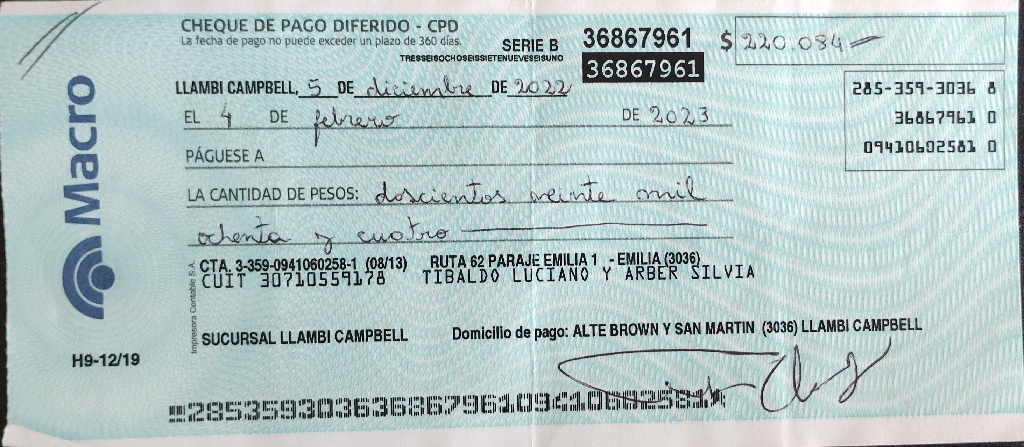 CHEQUE DE PAGO DIFERIDO - CPD
La fecha de pago no puede exceder un plazo de 360 días.
SERIE B 36867961 $ 220.084
TRESSEISOCHOSEISSIETENUEVESEISUNO
36867961
LLAMBI CAMPBELL, 5 DE diciembre DE 2022
285-359-3036 8
EL 4 DE febrero DE 2023
36867961 0
09410602581 0
PÁGUESE A
LA CANTIDAD DE PESOS: doscientos veinte mil
ochenta y cuatro
CTA. 3-359-0941060258-1 (08/13) RUTA 62 PARAJE EMILIA 1 - EMILIA (3036)
CUIT 30710559178 TIBALDO LUCIANO Y ARBER SILVIA
SUCURSAL LLAMBI CAMPBELL Domicilio de pago: ALTE BROWN Y SAN MARTIN (3036) LLAMBI CAMPBELL
28535930363686796109410602581
Macro
H9-12/19
Impresora Contable S.A.